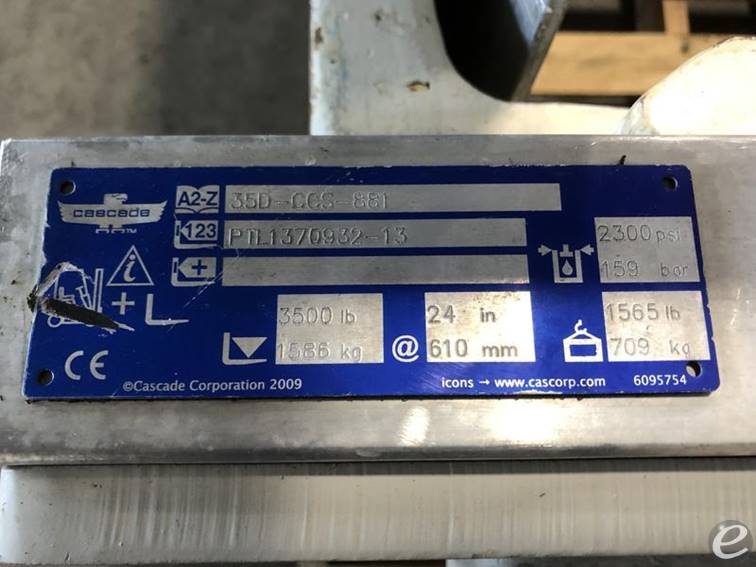 cascade
™
A2-Z 35D-CCS-881
123 PTL1370932-13
2300 psi
159 bar
3500 lb
1586 kg
@
24 in
610 mm
1565 lb
709 kg
CE
©Cascade Corporation 2009
icons → www.cascorp.com
6095754
e